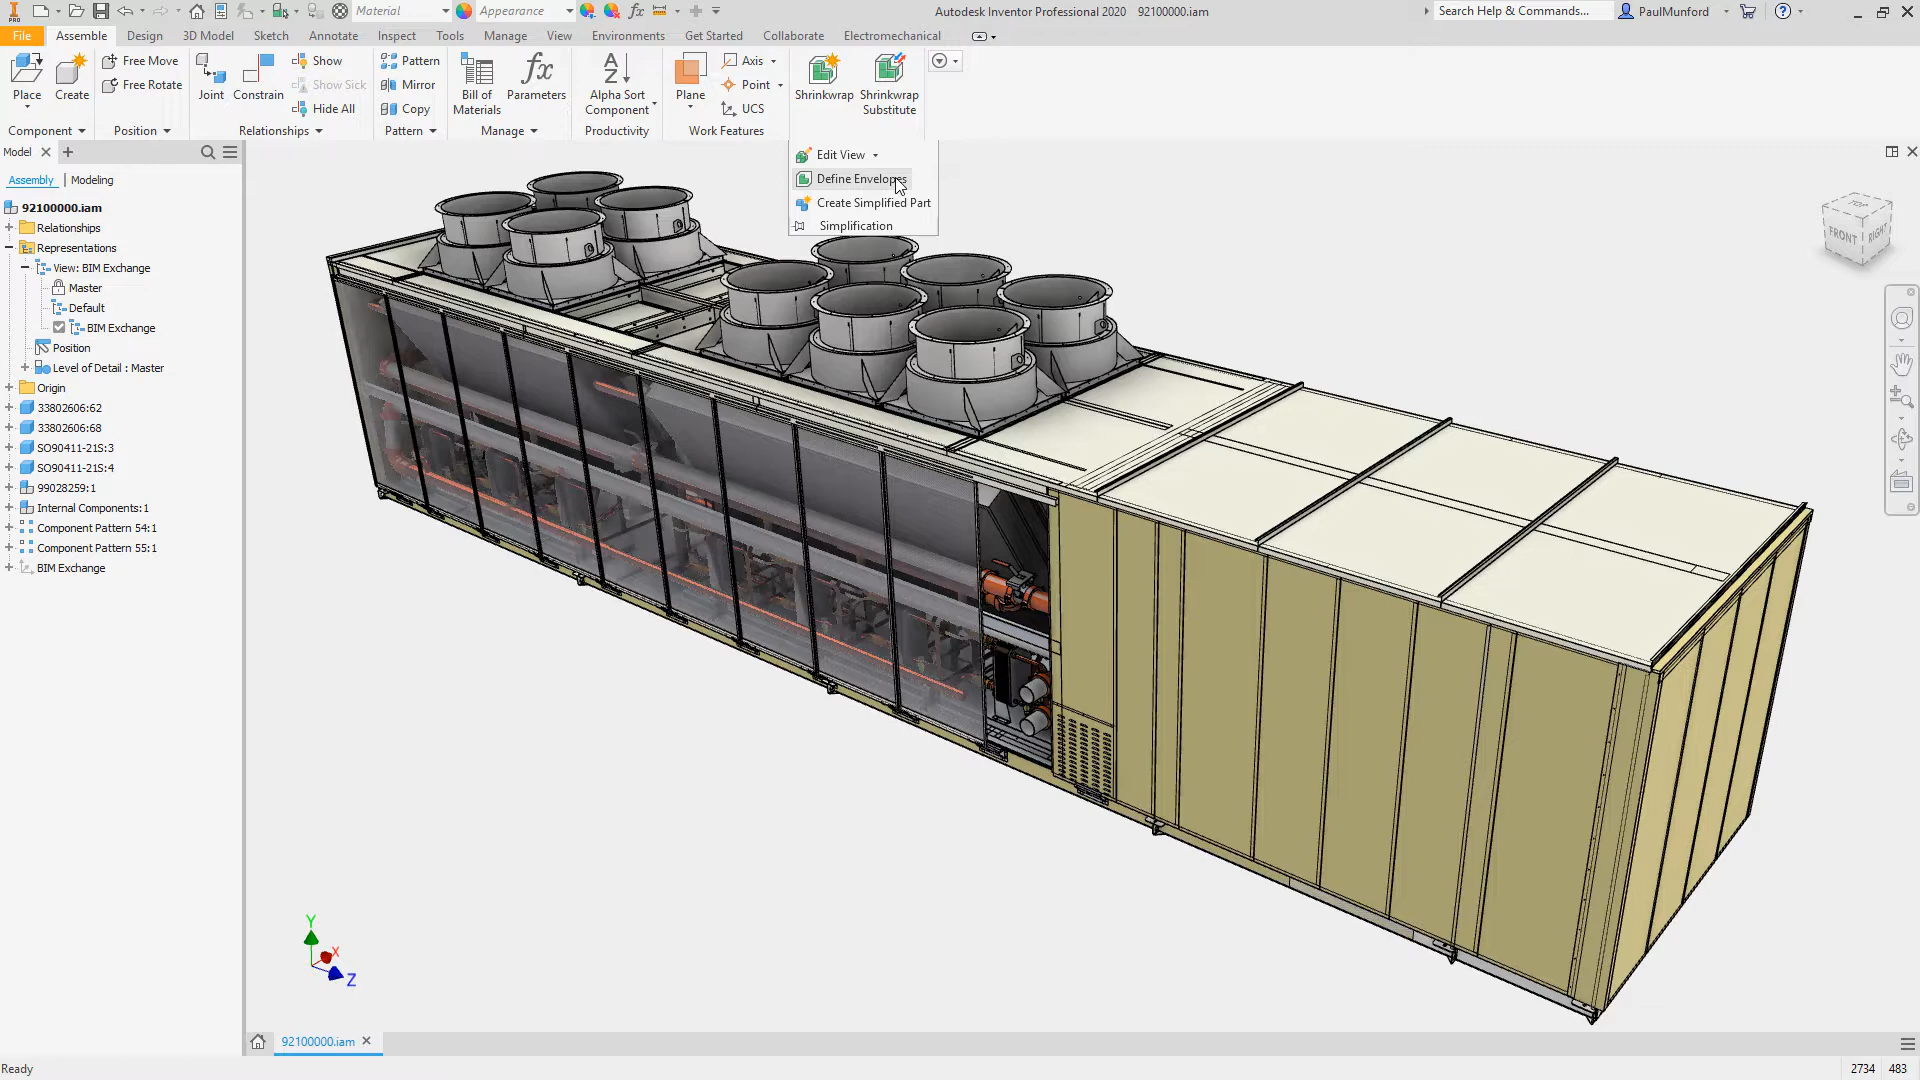 Material
Appearance
Autodesk Inventor Professional 2020 92100000.iam
Search Help & Commands...
PaulMunford
File
Assemble
Design
3D Model
Sketch
Annotate
Inspect
Tools
Manage
View
Environments
Get Started
Collaborate
Electromechanical
Place
Create
Component
Free Move
Free Rotate
Position
Joint
Constrain
Show
Show Sick
Hide All
Relationships
Pattern
Mirror
Copy
Pattern
Bill of
Materials
Parameters
Manage
Alpha Sort
Component
Productivity
Plane
Axis
Point
UCS
Work Features
Shrinkwrap
Shrinkwrap
Substitute
Edit View
Define Envelopes
Create Simplified Part
Simplification
Model
Assembly
Modeling
92100000.iam
Relationships
Representations
View: BIM Exchange
Master
Default
BIM Exchange
Position
Level of Detail : Master
Origin
33802606:62
33802606:68
SO90411-21S:3
SO90411-21S:4
99028259:1
Internal Components:1
Component Pattern 54:1
Component Pattern 55:1
BIM Exchange
TOP
FRONT
RIGHT
Y
X
Z
92100000.iam
Ready
2734
483